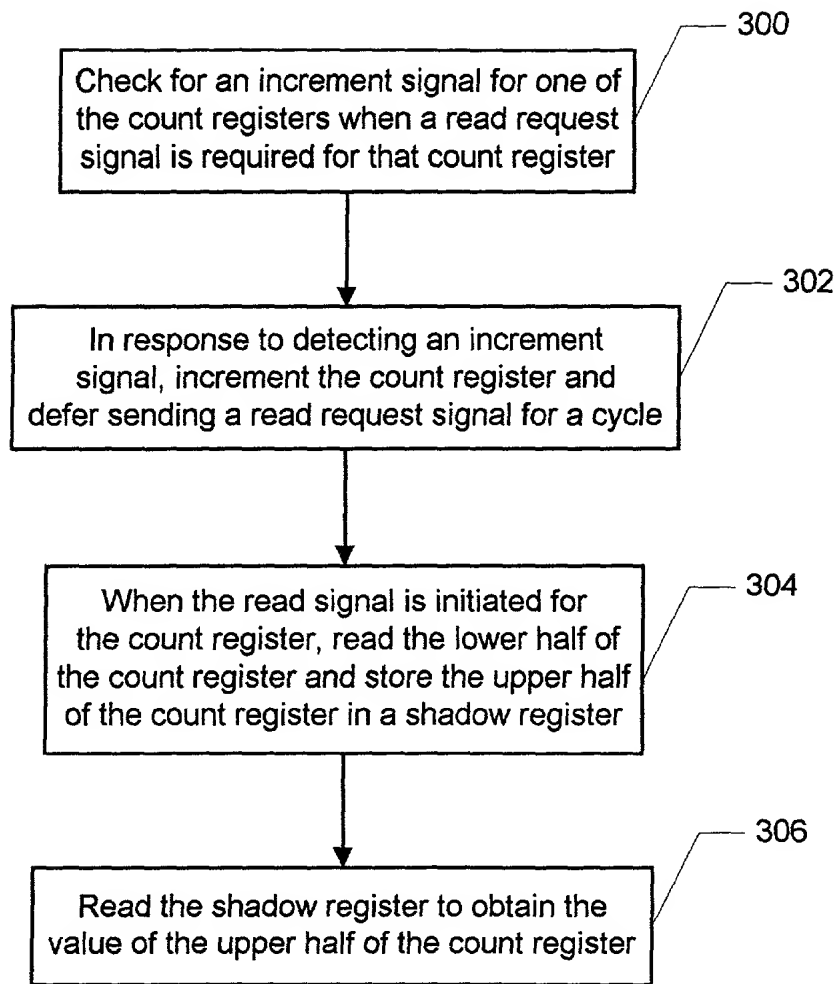 300
Check for an increment signal for one of
the count registers when a read request
signal is required for that count register
302
In response to detecting an increment
signal, increment the count register and
defer sending a read request signal for a cycle
304
When the read signal is initiated for
the count register, read the lower half of
the count register and store the upper half
of the count register in a shadow register
306
Read the shadow register to obtain the
value of the upper half of the count register